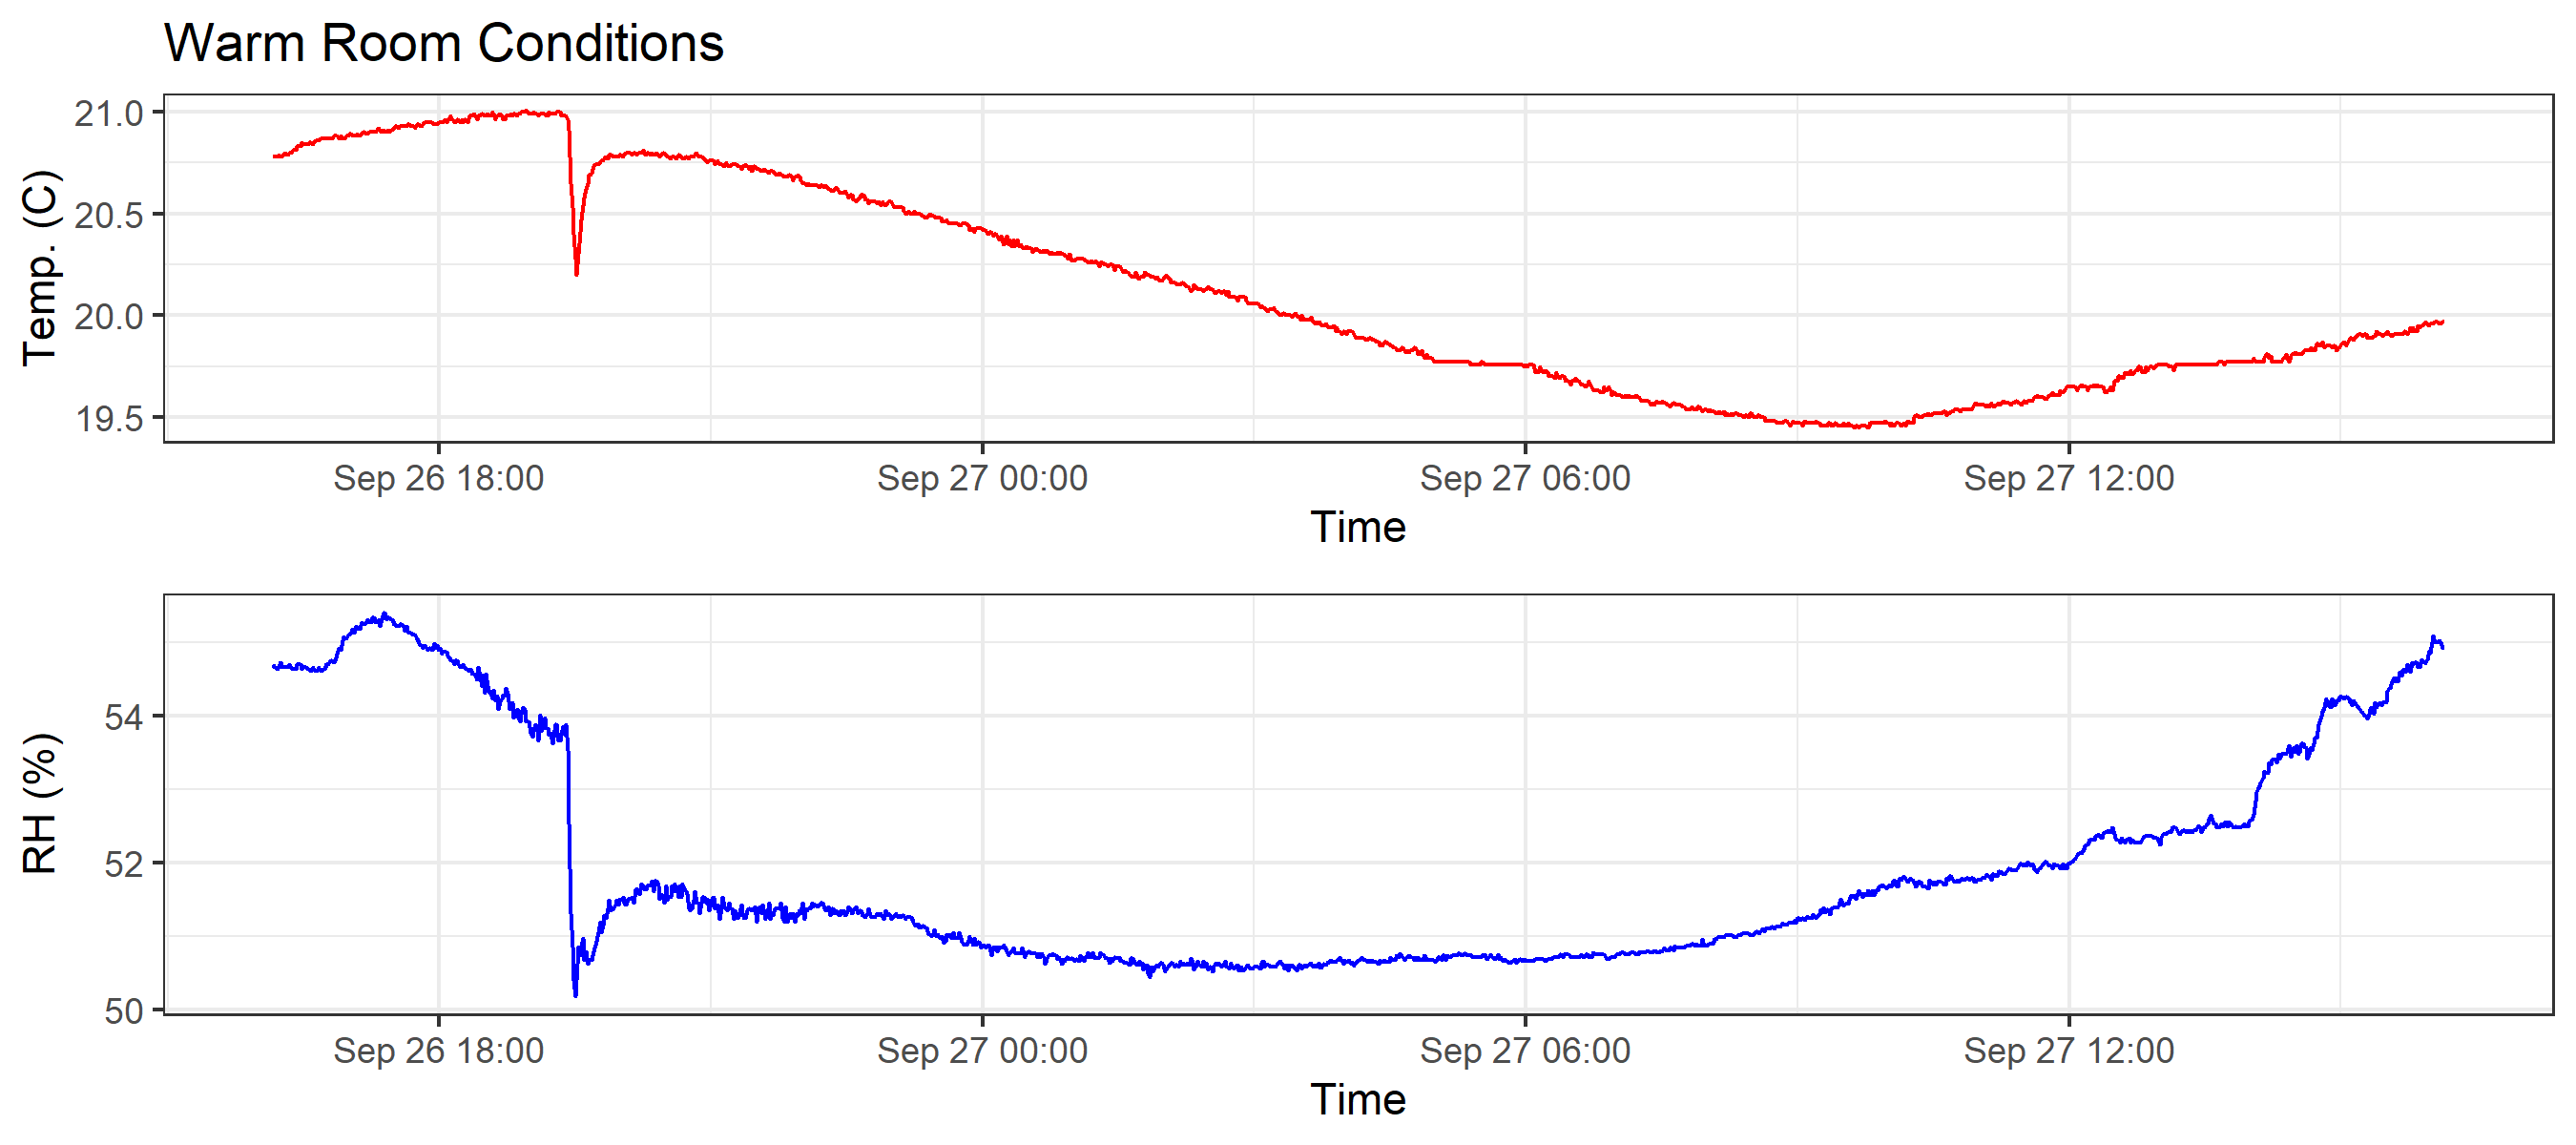 Warm Room Conditions
Temp. (C)
21.0
20.5
20.0
19.5
Sep 26 18:00 Sep 27 00:00 Sep 27 06:00 Sep 27 12:00
Time
RH (%)
54
52
50
Sep 26 18:00 Sep 27 00:00 Sep 27 06:00 Sep 27 12:00
Time